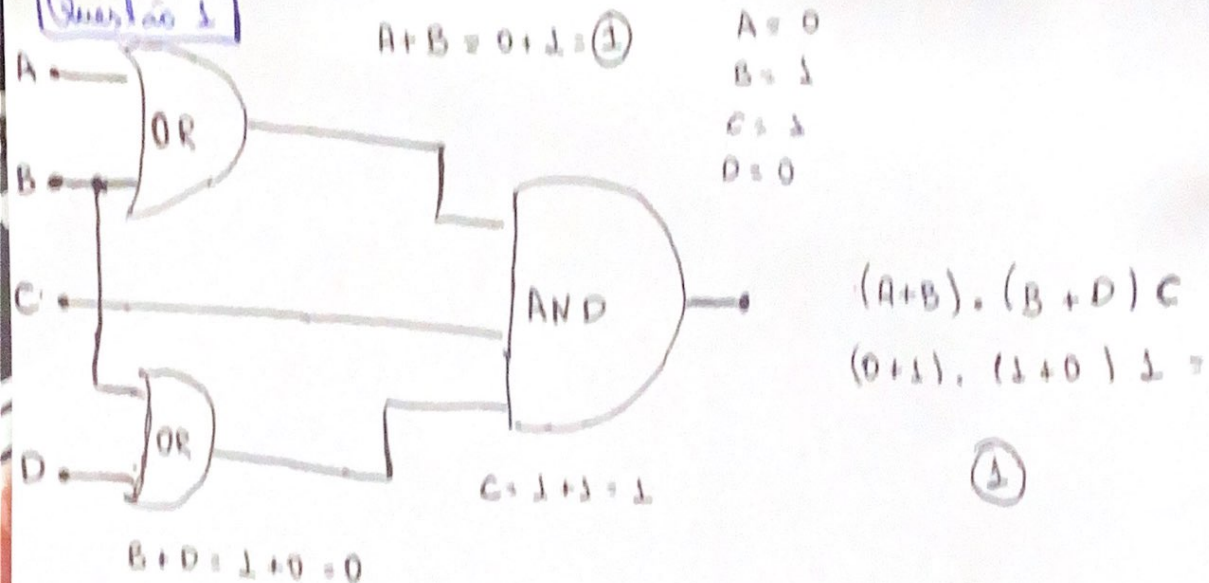 Questão 1
A+B = 0+1 = 1
A = 0
B = 1
C = 1
D = 0
A
OR
B
C
AND
(A+B).(B+D)C
(0+1).(1+0)1 =
1
OR
D
C = 1+1 = 1
B+D = 1+0 = 0